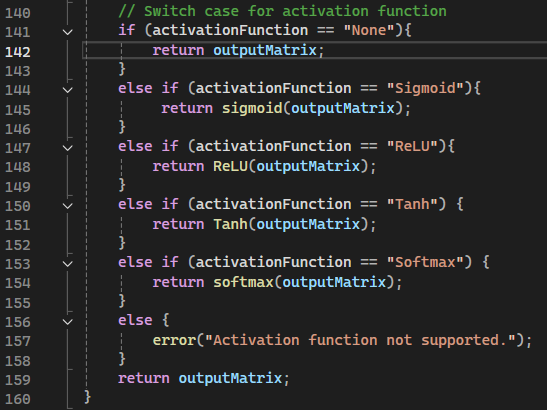 140 // Switch case for activation function
141 if (activationFunction == "None"){
142 return outputMatrix;
143 }
144 else if (activationFunction == "Sigmoid"){
145 return sigmoid(outputMatrix);
146 }
147 else if (activationFunction == "ReLU"){
148 return ReLU(outputMatrix);
149 }
150 else if (activationFunction == "Tanh") {
151 return Tanh(outputMatrix);
152 }
153 else if (activationFunction == "Softmax") {
154 return softmax(outputMatrix);
155 }
156 else {
157 error("Activation function not supported.");
158 }
159 return outputMatrix;
160 }